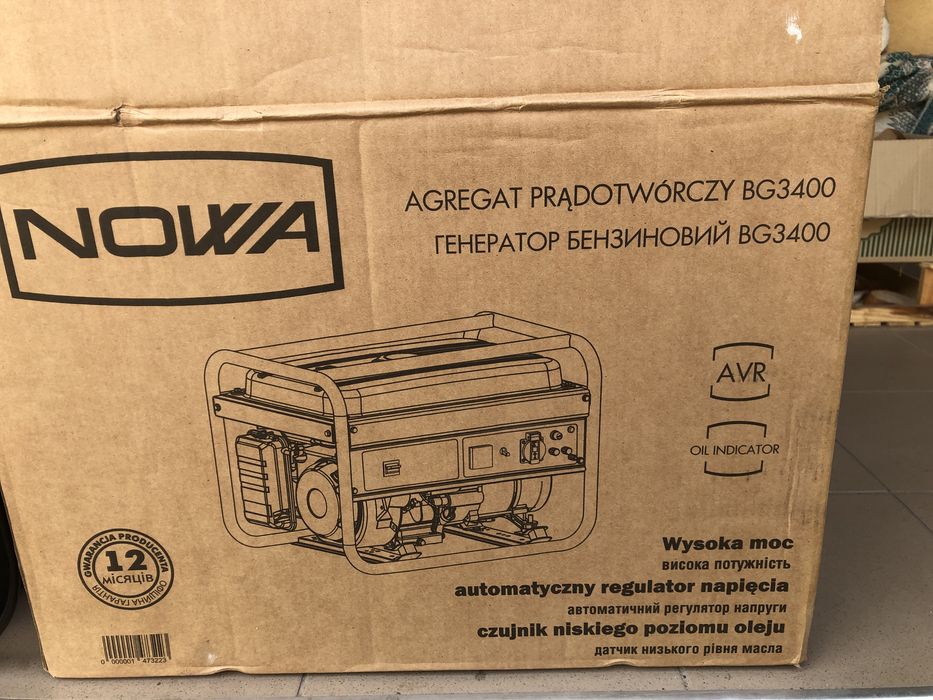 NOWA
AGREGAT PRĄDOTWÓRCZY BG3400
ГЕНЕРАТОР БЕНЗИНОВИЙ BG3400
AVR
OIL INDICATOR
GWARANCJA PRODUCENTA
12
МІСЯЦІВ
ОФІЦІЙНА ГАРАНТІЯ
Wysoka moc
висока потужність
automatyczny regulator napięcia
автоматичний регулятор напруги
czujnik niskiego poziomu oleju
датчик низького рівня масла
0 000001 473223